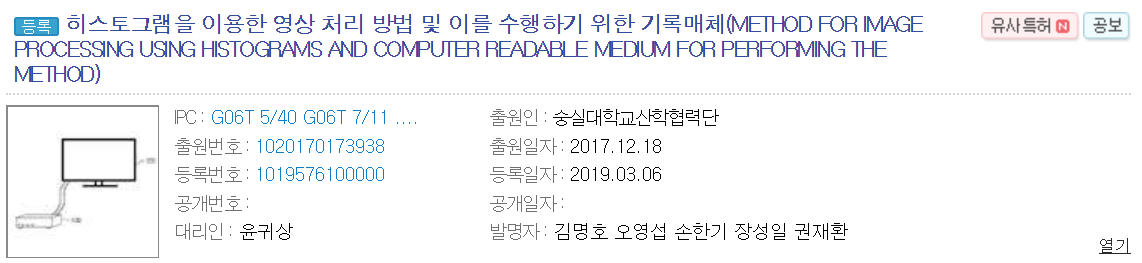 등록 히스토그램을 이용한 영상 처리 방법 및 이를 수행하기 위한 기록매체(METHOD FOR IMAGE
PROCESSING USING HISTOGRAMS AND COMPUTER READABLE MEDIUM FOR PERFORMING THE
METHOD)
유사특허 N 공보
IPC : G06T 5/40 G06T 7/11 ....
출원인 : 숭실대학교산학협력단
출원번호 : 1020170173938
출원일자 : 2017.12.18
등록번호 : 1019576100000
등록일자 : 2019.03.06
공개번호 :
공개일자 :
대리인 : 윤귀상
발명자 : 김명호 오영섭 손한기 장성일 권재환
열기